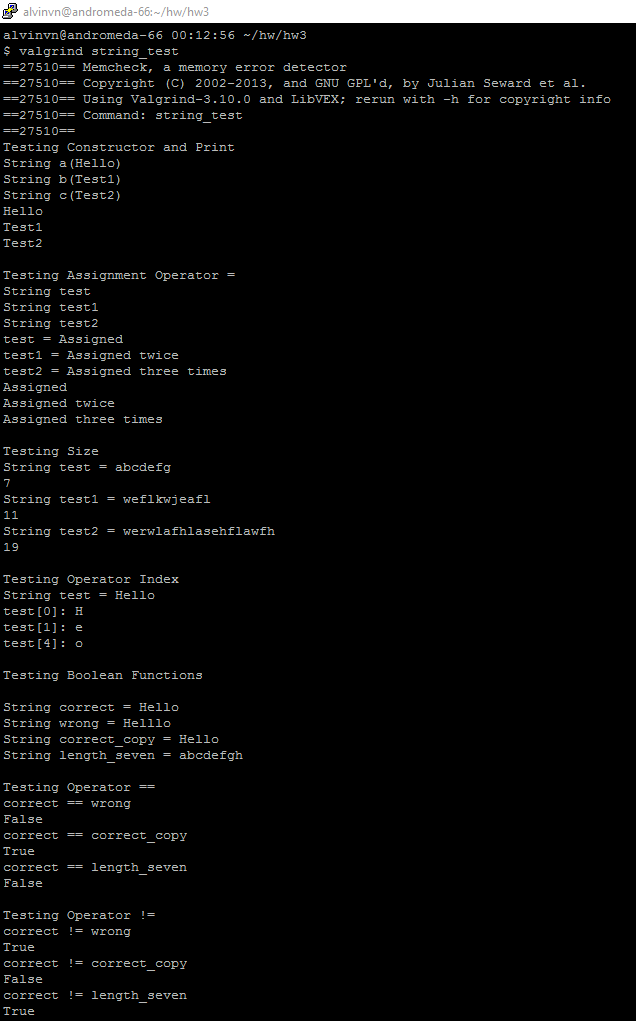 alvinvn@andromeda-66:~/hw/hw3
alvinvn@andromeda-66 00:12:56 ~/hw/hw3
$ valgrind string_test
==27510== Memcheck, a memory error detector
==27510== Copyright (C) 2002-2013, and GNU GPL'd, by Julian Seward et al.
==27510== Using Valgrind-3.10.0 and LibVEX; rerun with -h for copyright info
==27510== Command: string_test
==27510==
Testing Constructor and Print
String a(Hello)
String b(Test1)
String c(Test2)
Hello
Test1
Test2

Testing Assignment Operator =
String test
String test1
String test2
test = Assigned
test1 = Assigned twice
test2 = Assigned three times
Assigned
Assigned twice
Assigned three times

Testing Size
String test = abcdefg
7
String test1 = weflkwjeafl
11
String test2 = werwlafhlasehflawfh
19

Testing Operator Index
String test = Hello
test[0]: H
test[1]: e
test[4]: o

Testing Boolean Functions

String correct = Hello
String wrong = Helllo
String correct_copy = Hello
String length_seven = abcdefgh

Testing Operator ==
correct == wrong
False
correct == correct_copy
True
correct == length_seven
False

Testing Operator !=
correct != wrong
True
correct != correct_copy
False
correct != length_seven
True